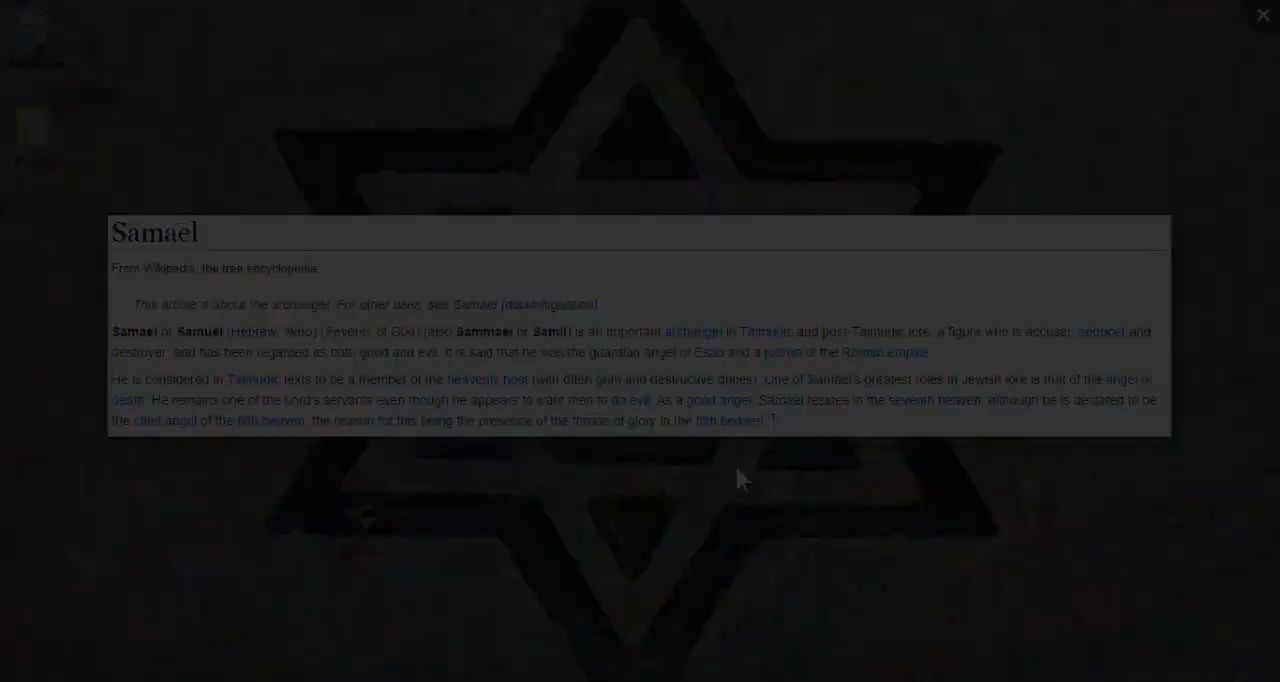 Samael
From Wikipedia, the free encyclopedia
This article is about the archangel. For other uses, see Samael (disambiguation)
Samael or Samuel (Hebrew: (Severity of God) (also Sammael or Samil) is an important archangel in Talmudic and post-Talmudic lore, a figure who is accuser, seducer and
destroyer, and has been regarded as both good and evil. It is said that he was the guardian angel of Esau and a patron of the Roman empire.
He is considered in Talmudic texts to be a member of the heavenly host (with often grim and destructive duties). One of Samael's greatest roles in Jewish lore is that of the angel of
death. He remains one of the Lord's servants even though he appears to want men to do evil. As a good angel, Samael resides in the seventh heaven, although he is declared to be
the chief angel of the fifth heaven, the reason for this being the presence of the throne of glory in the fifth heaven.[1]